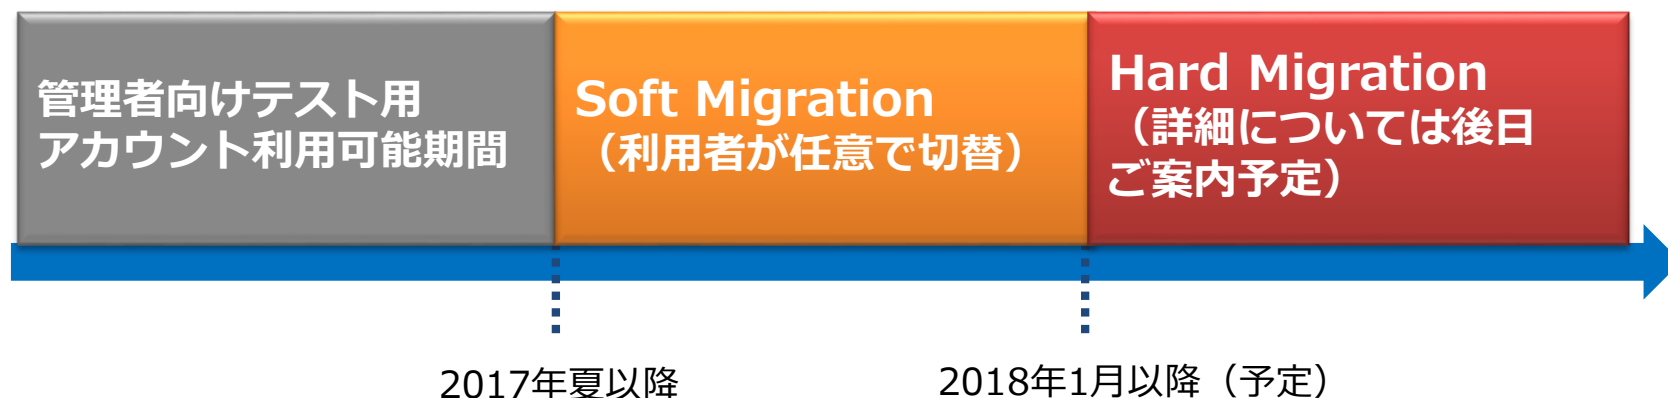 管理者向けテスト用
アカウント利用可能期間
Soft Migration
（利用者が任意で切替）
Hard Migration
（詳細については後日
ご案内予定）
2017年夏以降
2018年1月以降（予定）